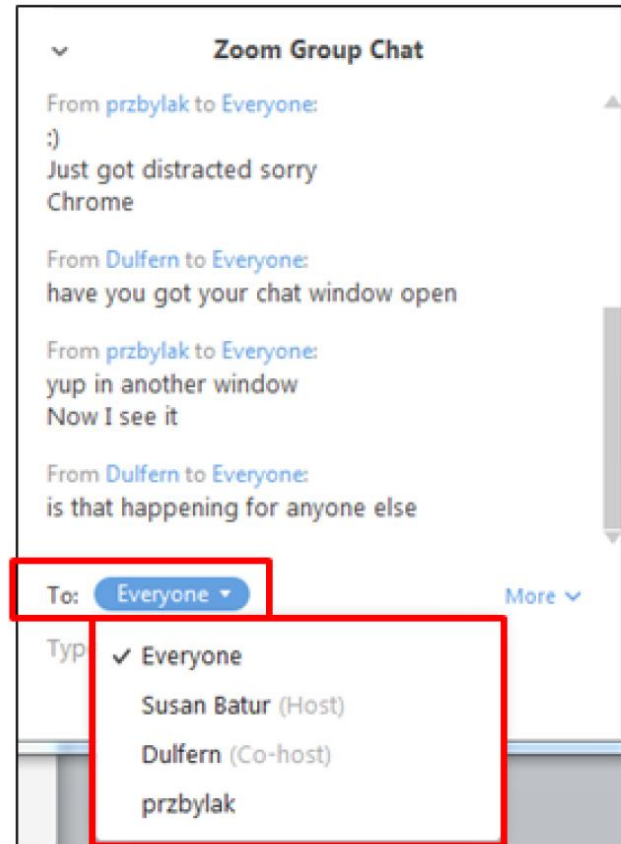 Zoom Group Chat
From przbylak to Everyone:
:)
Just got distracted sorry
Chrome
From Dulfern to Everyone:
have you got your chat window open
From przbylak to Everyone:
yup in another window
Now I see it
From Dulfern to Everyone:
is that happening for anyone else
To: Everyone More
Typ
✓ Everyone
Susan Batur (Host)
Dulfern (Co-host)
przbylak